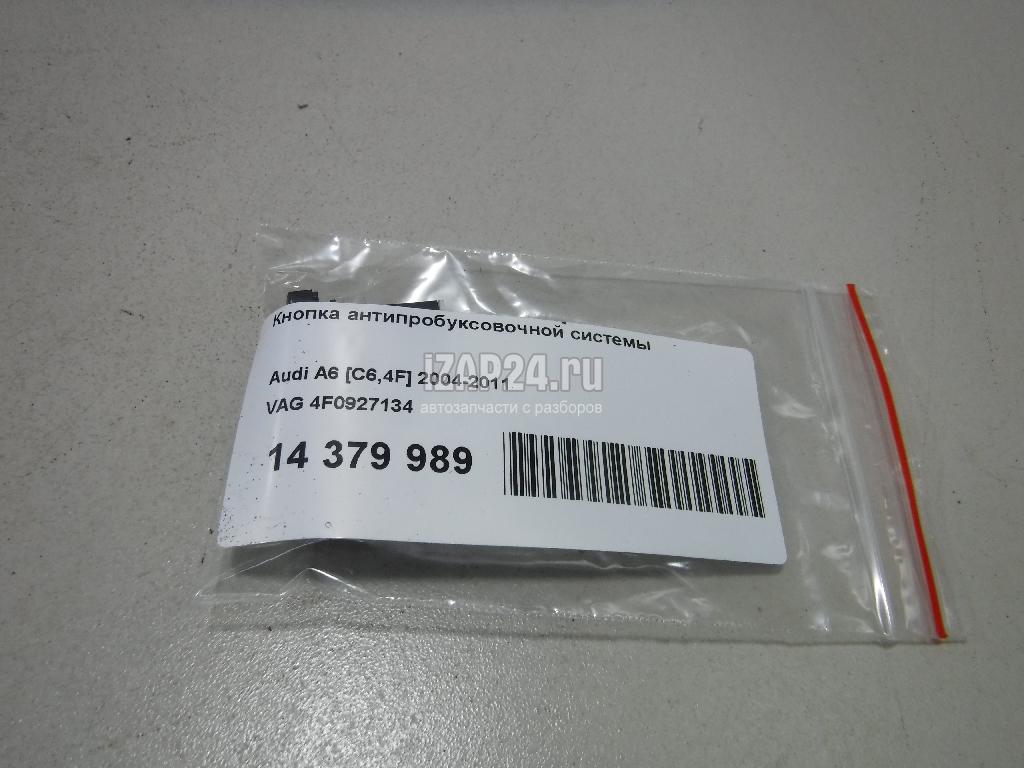 Кнопка антипробуксовочной системы
iZAP24.ru
Audi A6 [C6,4F] 2004-2011
автозапчасти с разборов
VAG 4F0927134
14 379 989